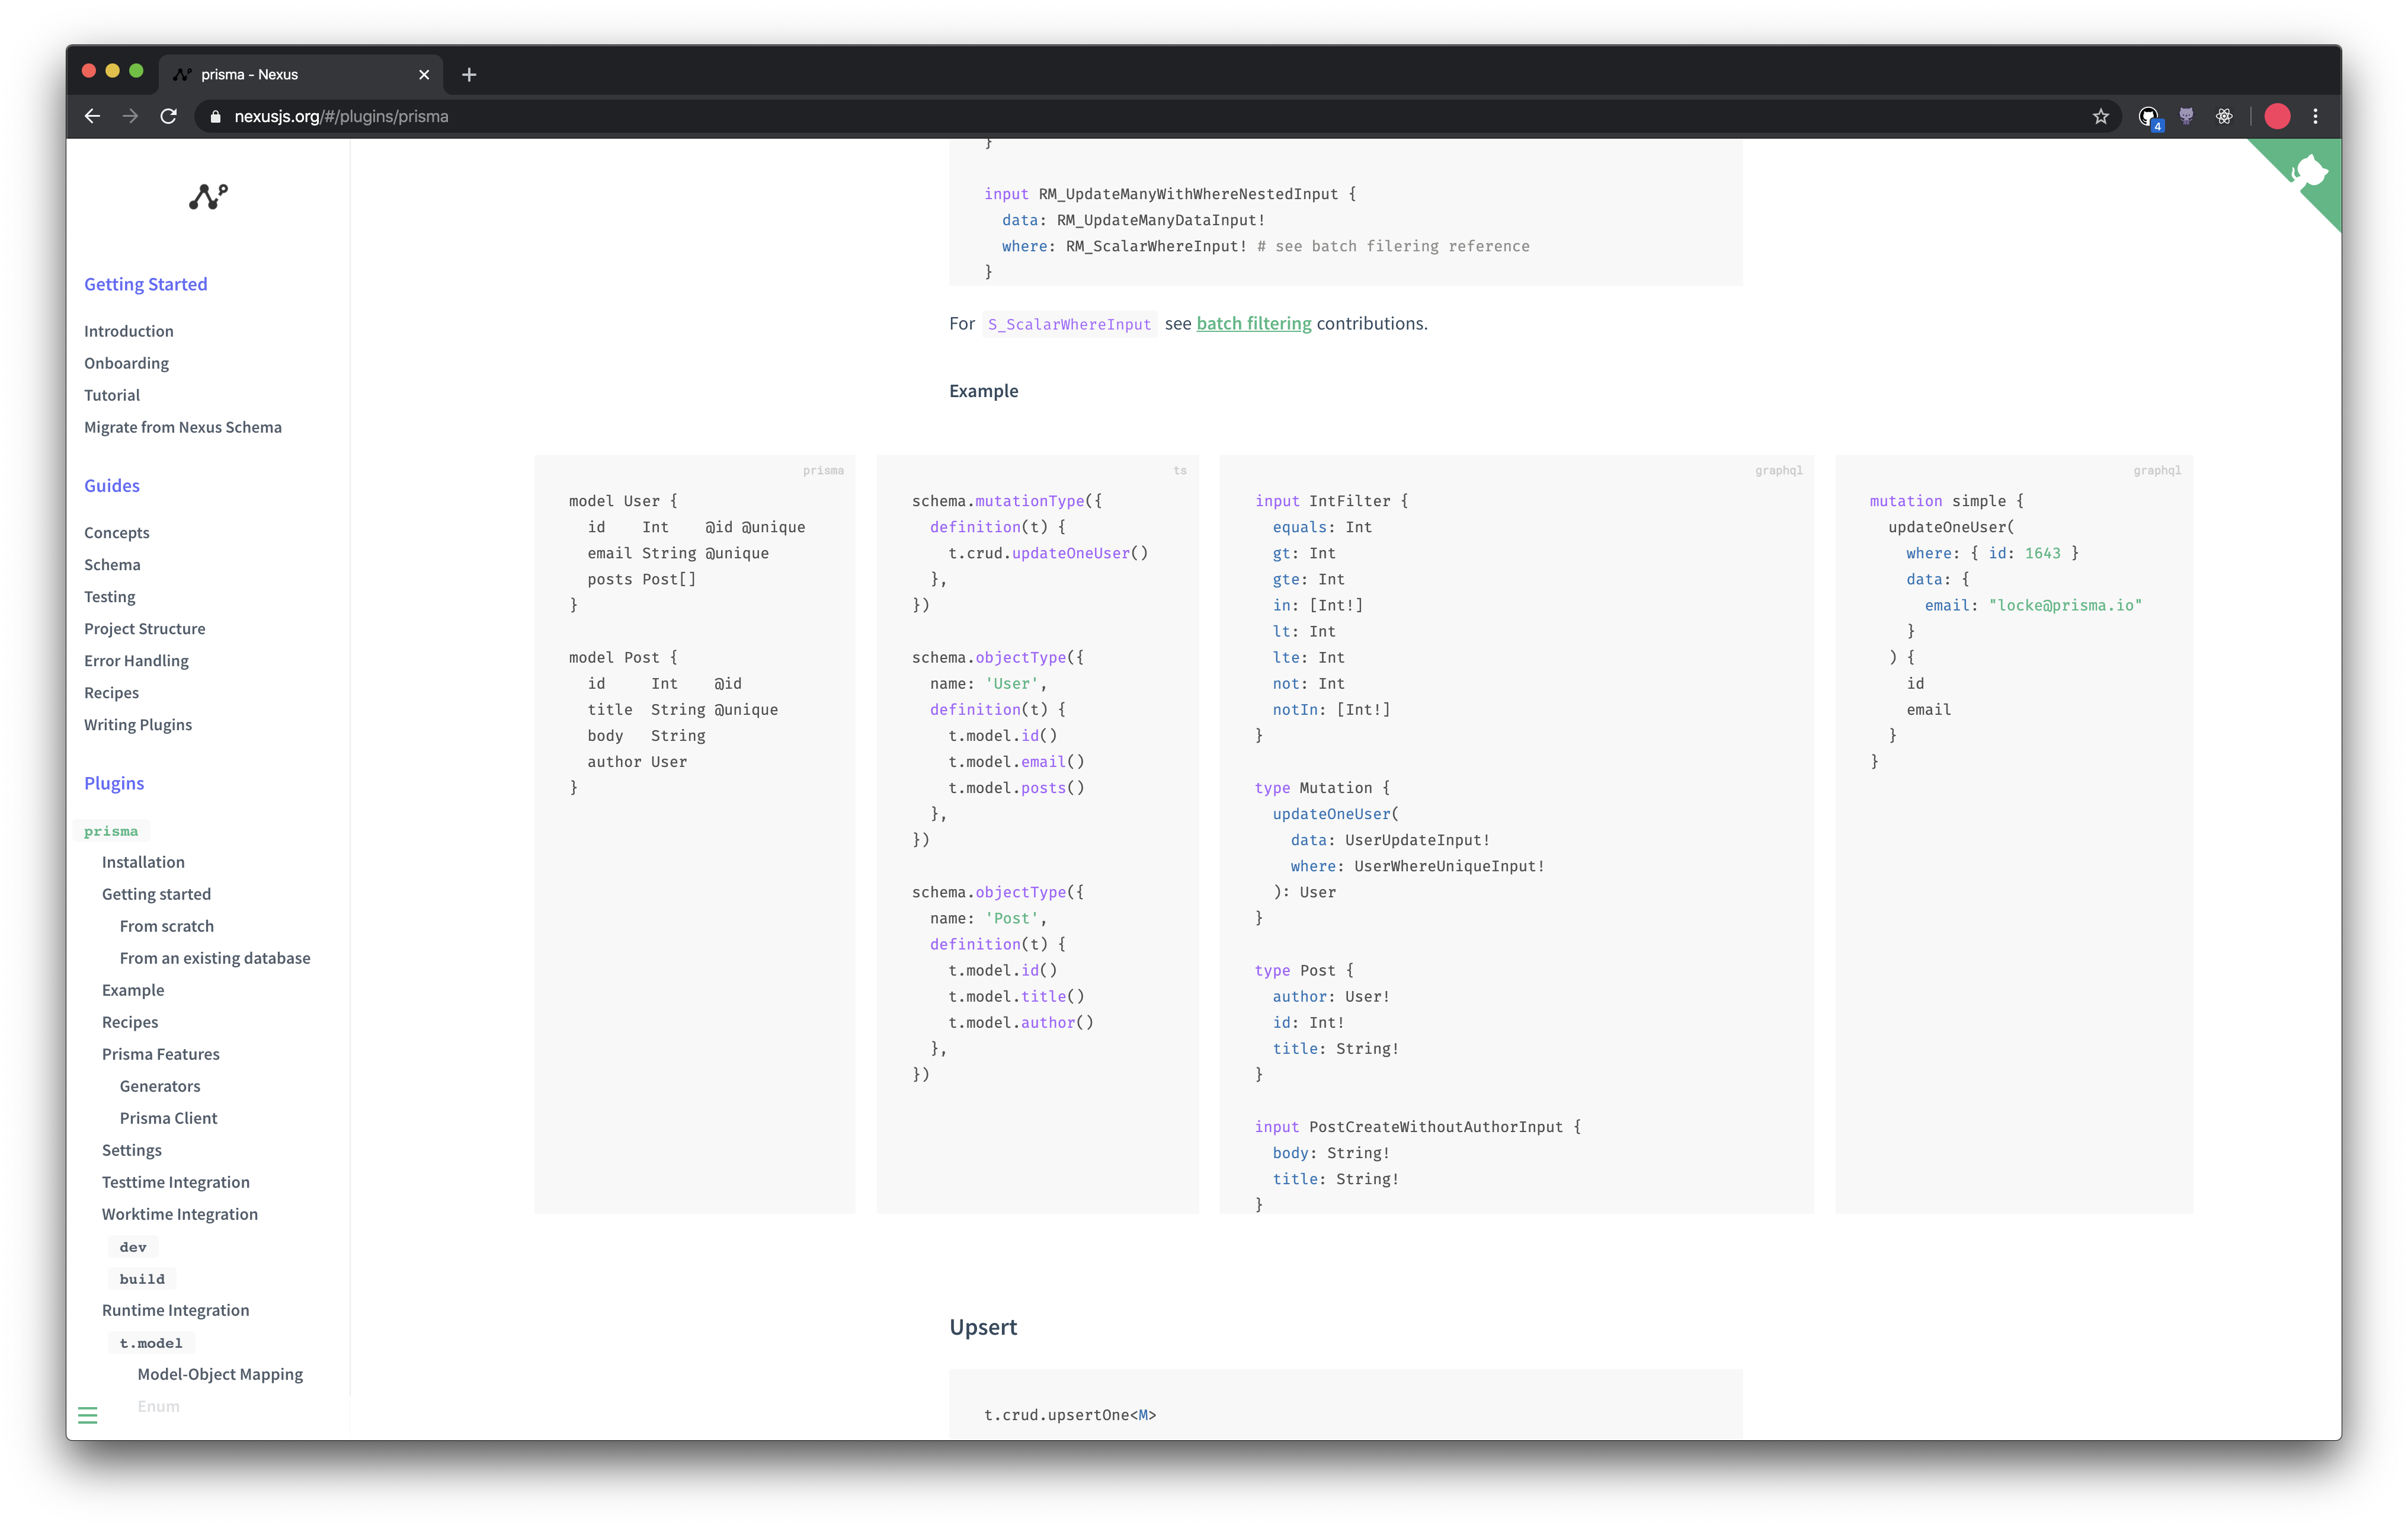 prisma - Nexus
nexusjs.org/#/plugins/prisma
4
Getting Started
Introduction
Onboarding
Tutorial
Migrate from Nexus Schema
Guides
Concepts
Schema
Testing
Project Structure
Error Handling
Recipes
Writing Plugins
Plugins
prisma
Installation
Getting started
From scratch
From an existing database
Example
Recipes
Prisma Features
Generators
Prisma Client
Settings
Testtime Integration
Worktime Integration
dev
build
Runtime Integration
t.model
Model-Object Mapping
Enum
}
input RM_UpdateManyWithWhereNestedInput {
data: RM_UpdateManyDataInput!
where: RM_ScalarWhereInput! # see batch filering reference
}
For S_ScalarWhereInput see batch filtering contributions.
Example
prisma
model User {
id Int @id @unique
email String @unique
posts Post[]
}
model Post {
id Int @id
title String @unique
body String
author User
}
ts
schema.mutationType({
definition(t) {
t.crud.updateOneUser()
},
})
schema.objectType({
name: 'User',
definition(t) {
t.model.id()
t.model.email()
t.model.posts()
},
})
schema.objectType({
name: 'Post',
definition(t) {
t.model.id()
t.model.title()
t.model.author()
},
})
graphql
input IntFilter {
equals: Int
gt: Int
gte: Int
in: [Int!]
lt: Int
lte: Int
not: Int
notIn: [Int!]
}
type Mutation {
updateOneUser(
data: UserUpdateInput!
where: UserWhereUniqueInput!
): User
}
type Post {
author: User!
id: Int!
title: String!
}
input PostCreateWithoutAuthorInput {
body: String!
title: String!
}
graphql
mutation simple {
updateOneUser(
where: { id: 1643 }
data: {
email: "locke@prisma.io"
}
) {
id
email
}
}
Upsert
t.crud.upsertOne<M>